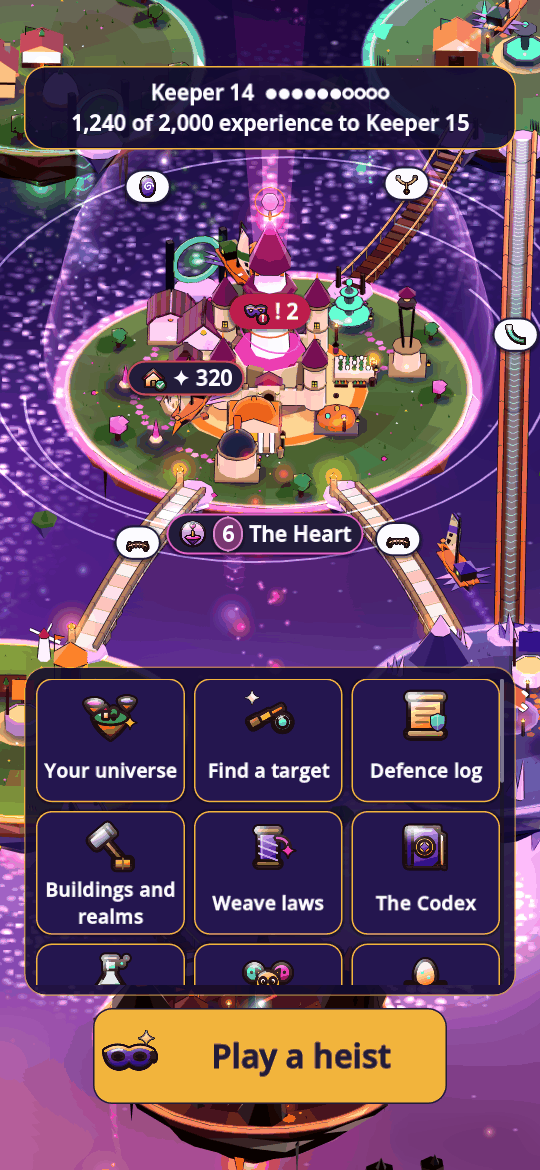 Keeper 14
1,240 of 2,000 experience to Keeper 15
! 2
320
6 The Heart
Your universe
Find a target
Defence log
Buildings and
realms
Weave laws
The Codex
Play a heist